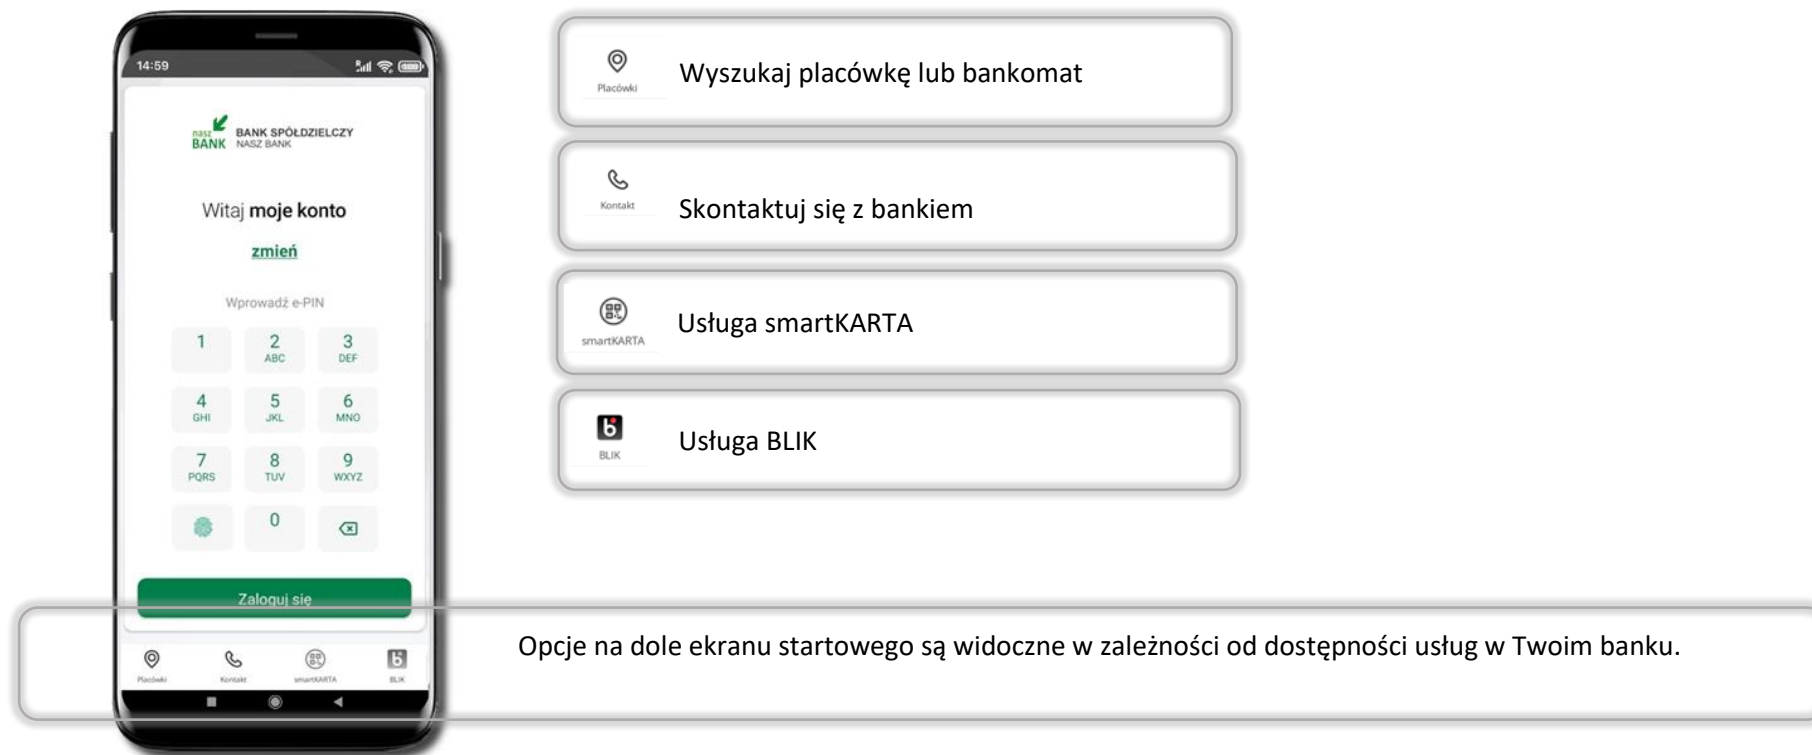 14:59
nasz
BANK
BANK SPÓŁDZIELCZY
NASZ BANK
Witaj moje konto
zmień
Wprowadź e-PIN
1
2
ABC
3
DEF
4
GHI
5
JKL
6
MNO
7
PQRS
8
TUV
9
WXYZ
0
Zaloguj się
Placówki
Kontakt
smartKARTA
BLIK
Placówki
Wyszukaj placówkę lub bankomat
Kontakt
Skontaktuj się z bankiem
smartKARTA
Usługa smartKARTA
BLIK
Usługa BLIK
Opcje na dole ekranu startowego są widoczne w zależności od dostępności usług w Twoim banku.